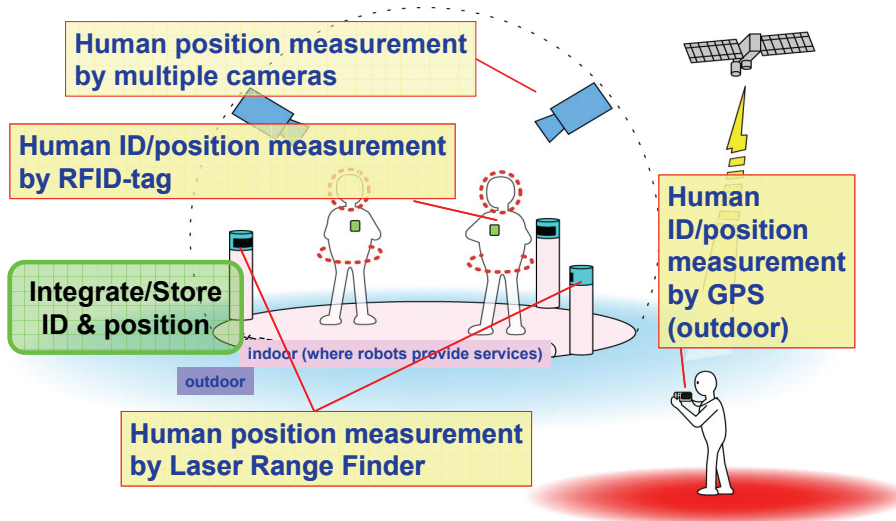 Human position measurement
by multiple cameras
Human ID/position measurement
by RFID-tag
Human
ID/position
measurement
by GPS
(outdoor)
Integrate/Store
ID & position
indoor (where robots provide services)
outdoor
Human position measurement
by Laser Range Finder